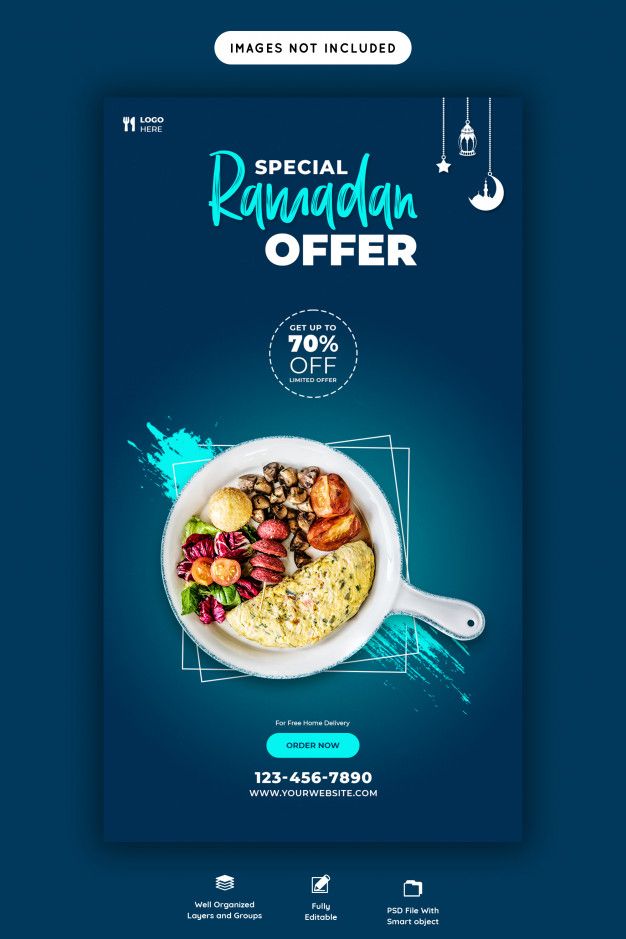 IMAGES NOT INCLUDED
LOGO
HERE
SPECIAL
Ramadan
OFFER
GET UP TO
70%
OFF
LIMITED OFFER
For Free Home Delivery
ORDER NOW
123-456-7890
WWW.YOURWEBSITE.COM
Well Organized
Layers and Groups
Fully
Editable
PSD File With
Smart object